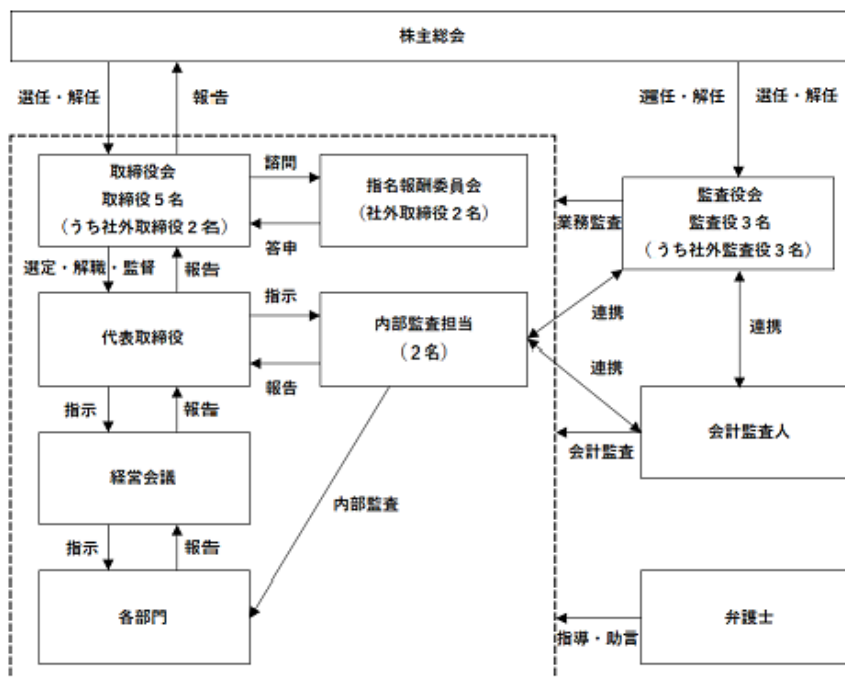 株主総会
選任・解任
報告
選任・解任
選任・解任
取締役会
取締役5名
(うち社外取締役2名)
諮問
答申
指名報酬委員会
(社外取締役2名)
業務監査
監査役会
監査役3名
(うち社外監査役3名)
選定・解職・監督
報告
代表取締役
指示
報告
内部監査担当
(2名)
連携
連携
連携
指示
報告
経営会議
会計監査
会計監査人
内部監査
指示
報告
各部門
指導・助言
弁護士